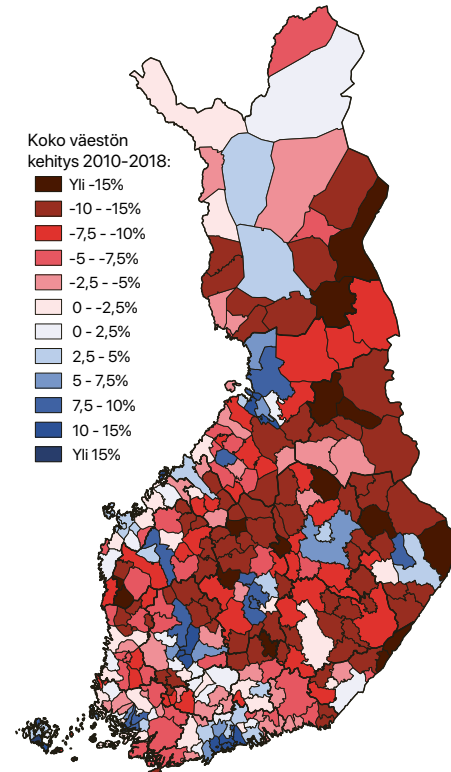 Koko väestön
kehitys 2010-2018:
Yli -15%
-10 - -15%
-7,5 - -10%
-5 - -7,5%
-2,5 - -5%
0 - -2,5%
0 - 2,5%
2,5 - 5%
5 - 7,5%
7,5 - 10%
10 - 15%
Yli 15%